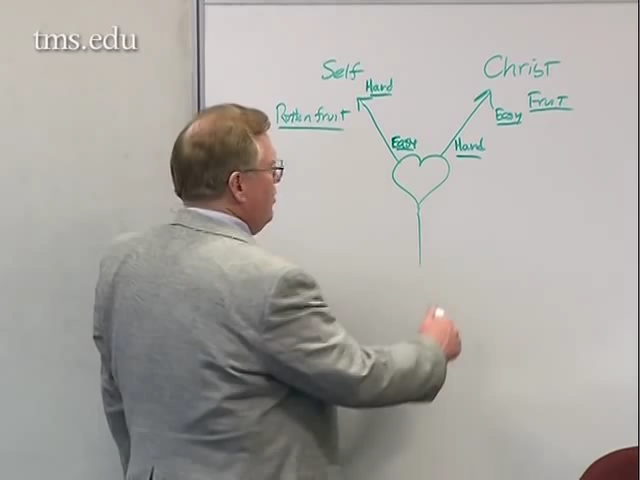 tms.edu
Self
Christ
Hard
Rotten fruit
Easy
Fruit
Easy
Hard